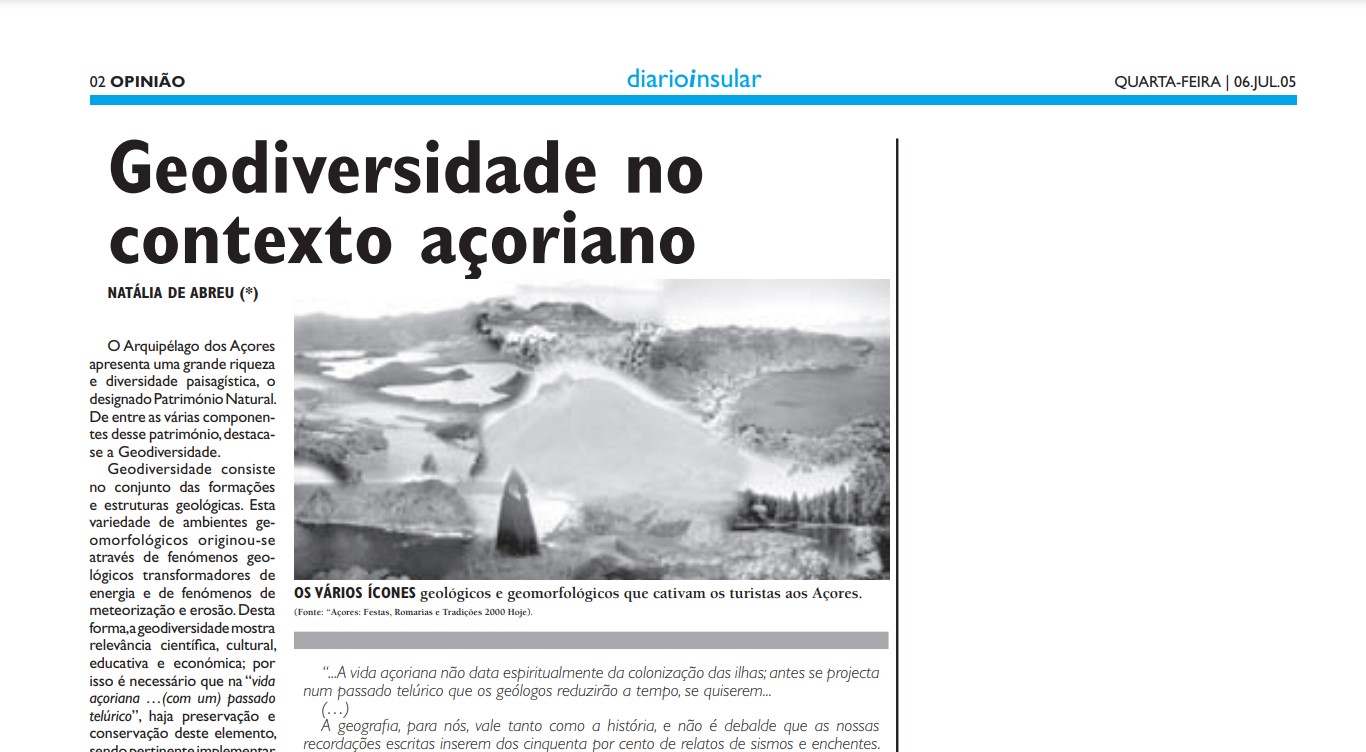 02 OPINIÃO
diarioinsular
QUARTA-FEIRA | 06.JUL.05
Geodiversidade no
contexto açoriano
NATÁLIA DE ABREU (*)
O Arquipélago dos Açores
apresenta uma grande riqueza
e diversidade paisagística, o
designado Património Natural.
De entre as várias componen-
tes desse património, destaca-
se a Geodiversidade.
Geodiversidade consiste
no conjunto das formações
e estruturas geológicas. Esta
variedade de ambientes ge-
omorfológicos originou-se
através de fenómenos geo-
lógicos transformadores de
energia e de fenómenos de
meteorização e erosão. Desta
forma, a geodiversidade mostra
relevância científica, cultural,
educativa e económica; por
isso é necessário que na "vida
açoriana …(com um) passado
telúrico", haja preservação e
conservação deste elemento,
sendo pertinente implementar
OS VÁRIOS ÍCONES geológicos e geomorfológicos que cativam os turistas aos Açores.
(Fonte: "Açores: Festas, Romarias e Tradições 2000 Hoje).
"...A vida açoriana não data espiritualmente da colonização das ilhas; antes se projecta
num passado telúrico que os geólogos reduzirão a tempo, se quiserem...
(…)
A geografia, para nós, vale tanto como a história, e não é debalde que as nossas
recordações escritas inserem dos cinquenta por cento de relatos de sismos e enchentes.